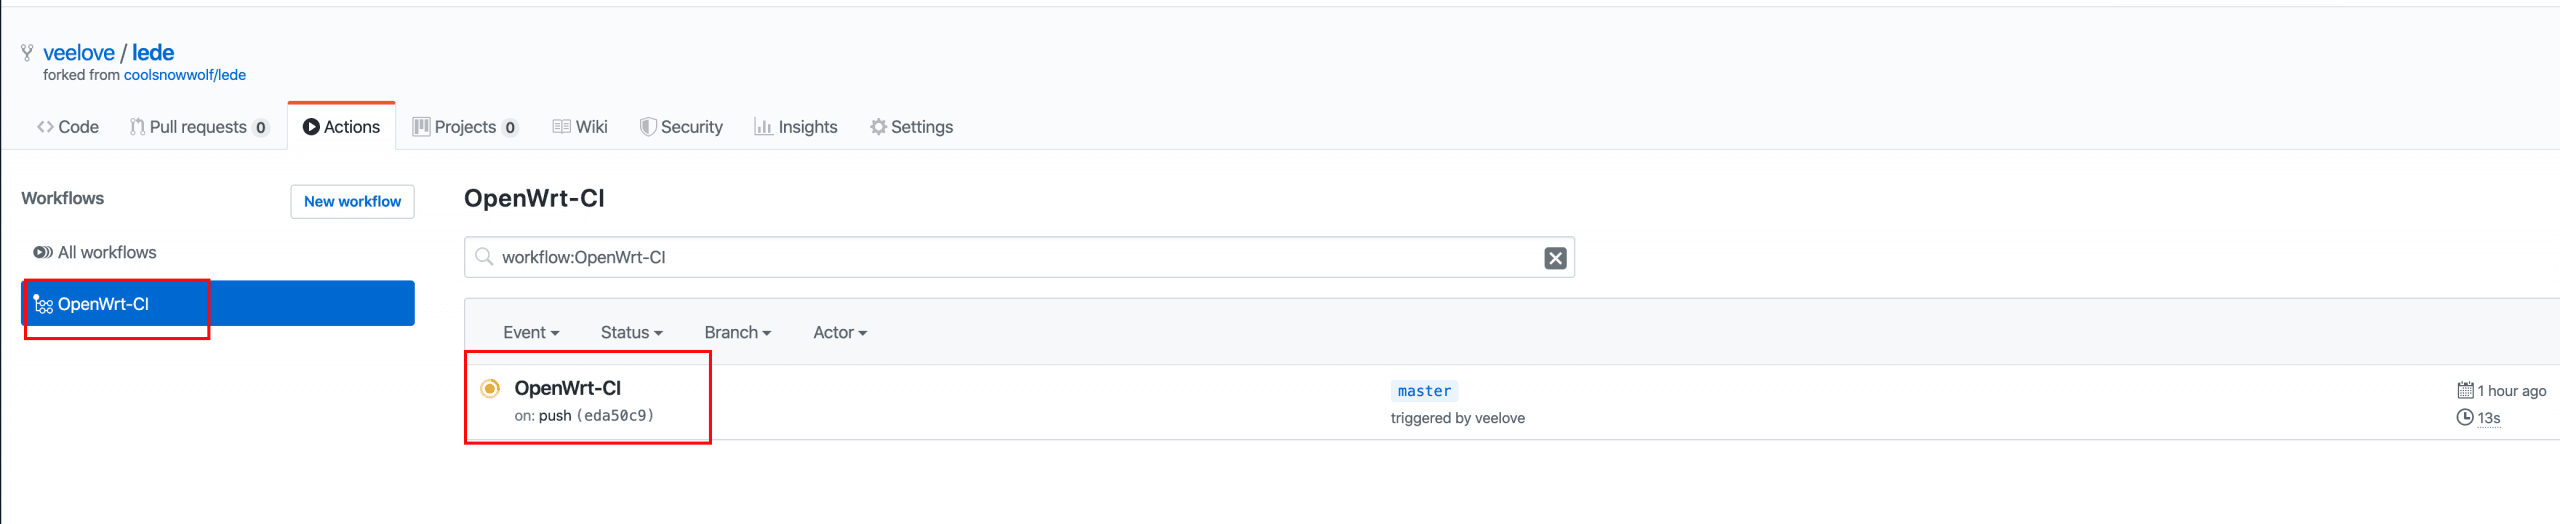 veelove / lede
forked from coolsnowwolf/lede
Code Pull requests 0 Actions Projects 0 Wiki Security Insights Settings
Workflows
New workflow
All workflows
OpenWrt-CI
OpenWrt-CI
workflow:OpenWrt-CI
Event Status Branch Actor
OpenWrt-CI
on: push (eda50c9)
master
triggered by veelove
1 hour ago
13s